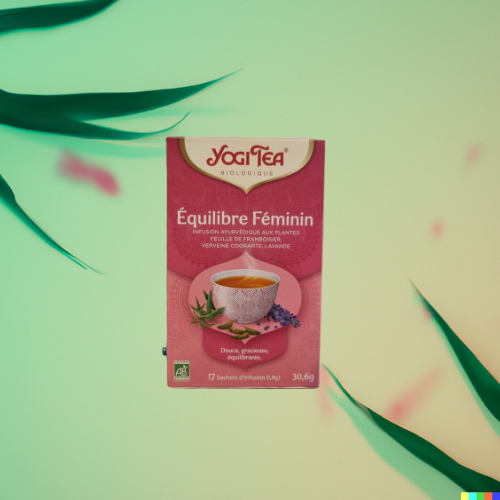 YOGI TEA®
BIOLOGIQUE
Équilibre Féminin
INFUSION AYURVÉDIQUE AUX PLANTES
FEUILLE DE FRAMBOISIER,
VERVEINE ODORANTE, LAVANDE
Douce, gracieuse,
équilibrante.
AB
17 Sachets d'infusion (1,8g) 30,6g